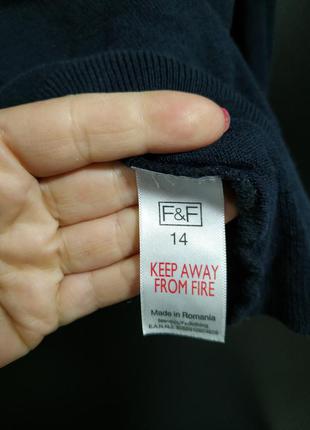 F&F
14
KEEP AWAY
FROM FIRE
Made in Romania